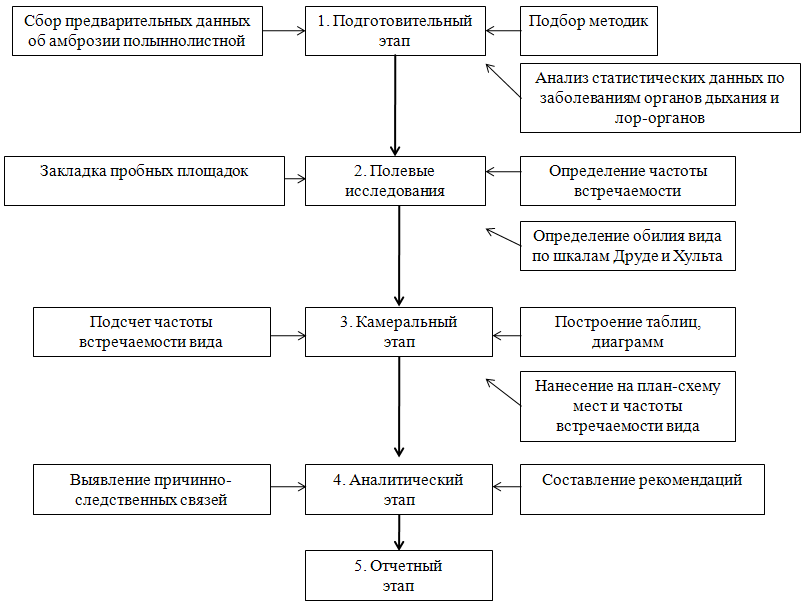 Сбор предварительных данных
об амброзии полыннолистной
1. Подготовительный
этап
Подбор методик
Анализ статистических данных по
заболеваниям органов дыхания и
лор-органов
Закладка пробных площадок
2. Полевые
исследования
Определение частоты
встречаемости
Определение обилия вида
по шкалам Друде и Хульта
Подсчет частоты
встречаемости вида
3. Камеральный
этап
Построение таблиц,
диаграмм
Нанесение на план-схему
мест и частоты
встречаемости вида
Выявление причинно-
следственных связей
4. Аналитический
этап
Составление рекомендаций
5. Отчетный
этап